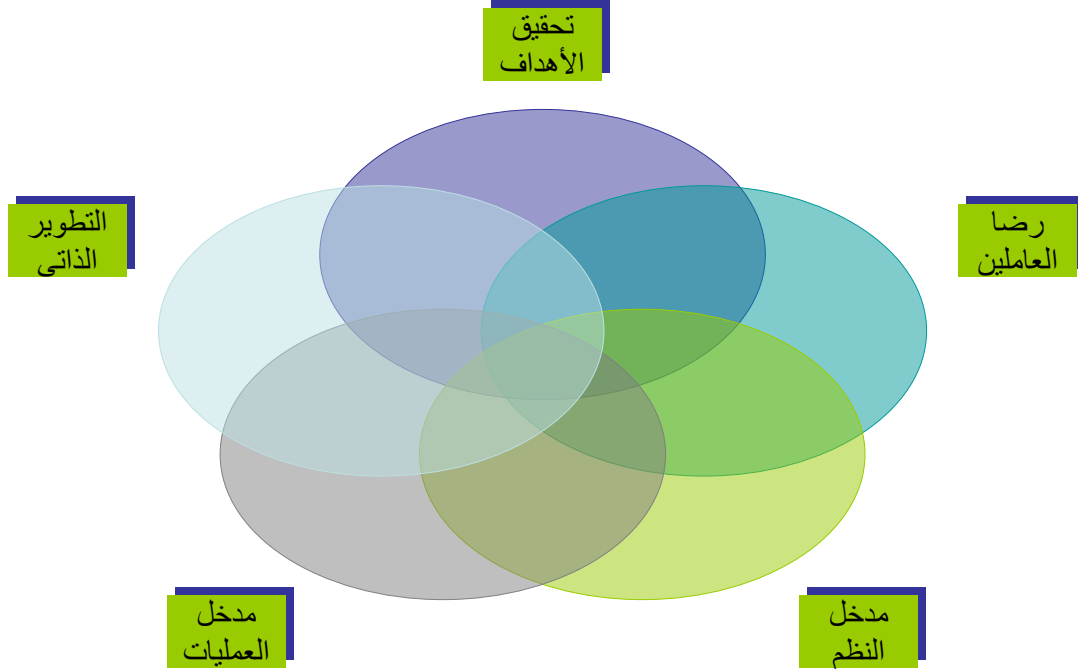 تحقيق
الأهداف
رضا
العاملين
التطوير
الذاتى
مدخل
النظم
مدخل
العمليات